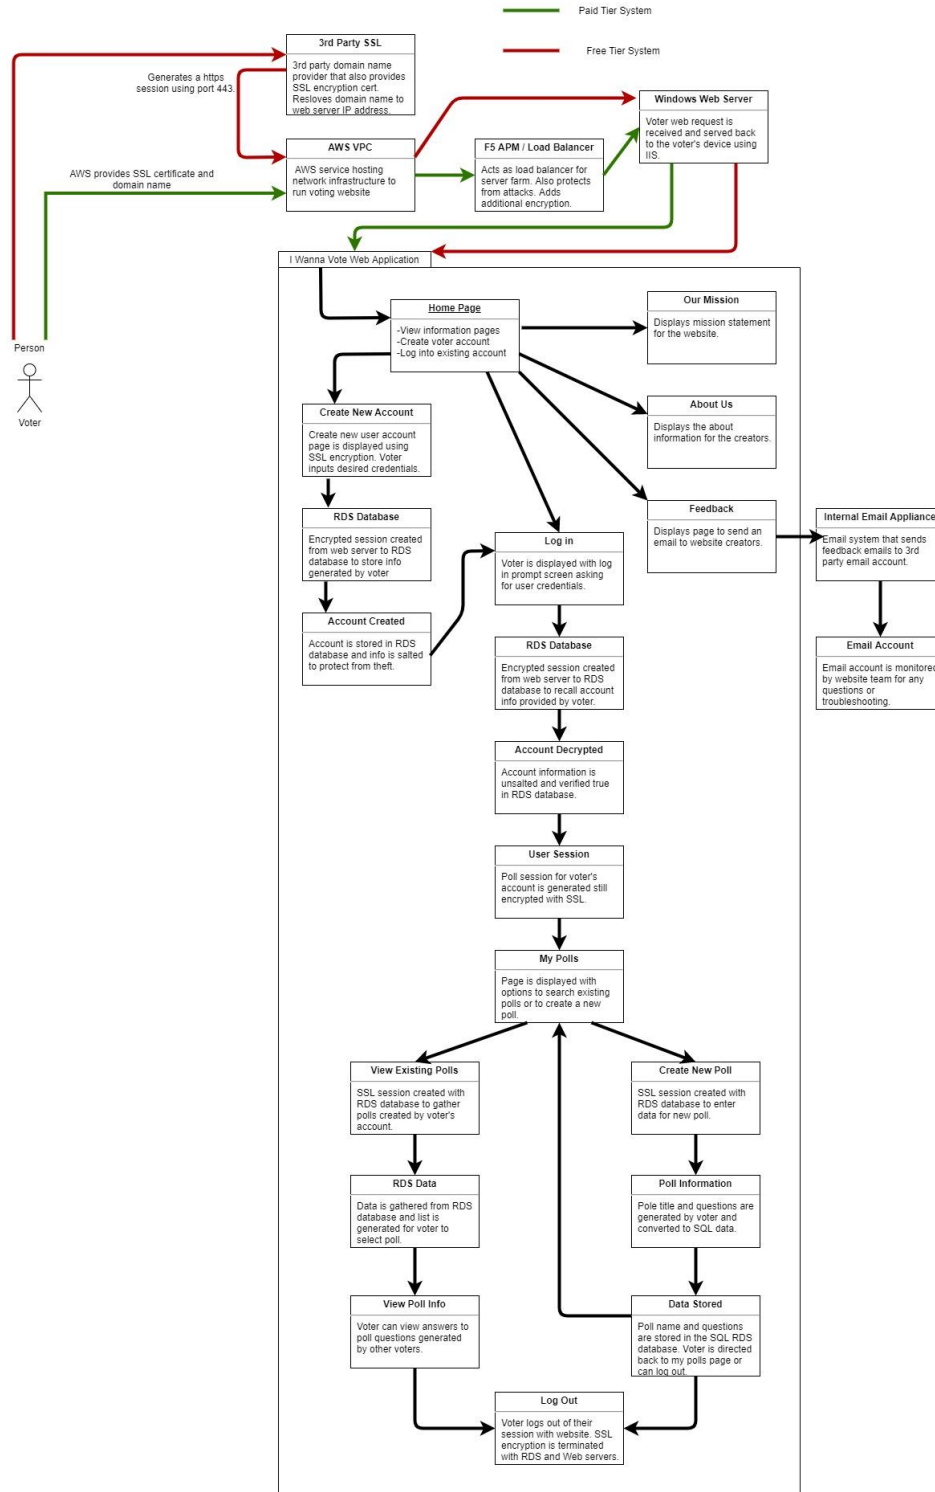 Paid Tier System
Free Tier System
3rd Party SSL
3rd party domain name
provider that also provides
SSL encryption cert.
Resloves domain name to
web server IP address.
Generates a https
session using port 443.
Windows Web Server
Voter web request is
received and served back
to the voter's device using
IIS.
AWS VPC
AWS service hosting
network infrastructure to
run voting website
F5 APM / Load Balancer
Acts as load balancer for
server farm. Also protects
from attacks. Adds
additional encryption.
AWS provides SSL certificate and
domain name
I Wanna Vote Web Application
Person
Voter
Home Page
-View information pages
-Create voter account
-Log into existing account
Our Mission
Displays mission statement
for the website.
Create New Account
Create new user account
page is displayed using
SSL encryption. Voter
inputs desired credentials.
About Us
Displays the about
information for the creators.
RDS Database
Encrypted session created
from web server to RDS
database to store info
generated by voter
Feedback
Displays page to send an
email to website creators.
Internal Email Appliance
Email system that sends
feedback emails to 3rd
party email account.
Log in
Voter is displayed with log
in prompt screen asking
for user credentials.
Account Created
Account is stored in RDS
database and info is salted
to protect from theft.
RDS Database
Encrypted session created
from web server to RDS
database to recall account
info provided by voter.
Email Account
Email account is monitored
by website team for any
questions or
troubleshooting.
Account Decrypted
Account information is
unsalted and verified true
in RDS database.
User Session
Poll session for voter's
account is generated still
encrypted with SSL.
My Polls
Page is displayed with
options to search existing
polls or to create a new
poll.
View Existing Polls
SSL session created with
RDS database to gather
polls created by voter's
account.
Create New Poll
SSL session created with
RDS database to enter
data for new poll.
RDS Data
Data is gathered from RDS
database and list is
generated for voter to
select poll.
Poll Information
Pole title and questions are
generated by voter and
converted to SQL data.
View Poll Info
Voter can view answers to
poll questions generated
by other voters.
Data Stored
Poll name and questions
are stored in the SQL RDS
database. Voter is directed
back to my polls page or
can log out.
Log Out
Voter logs out of their
session with website. SSL
encryption is terminated
with RDS and Web servers.